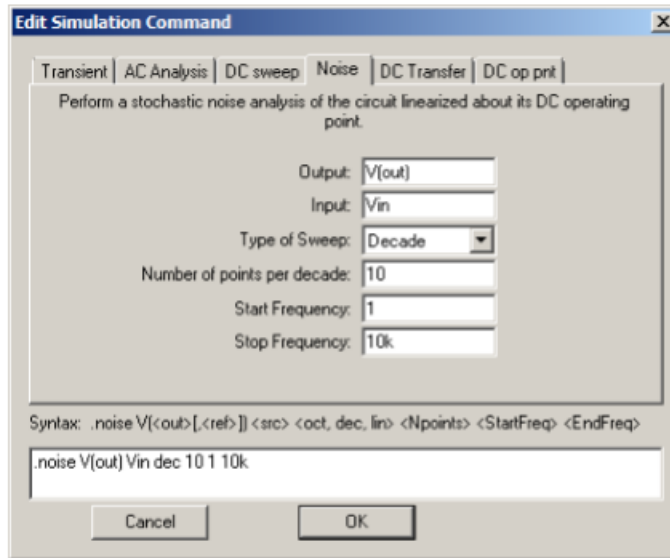 Edit Simulation Command
Transient AC Analysis DC sweep Noise DC Transfer DC op pnt
Perform a stochastic noise analysis of the circuit linearized about its DC operating
point.
Output: V(out)
Input: Vin
Type of Sweep: Decade
Number of points per decade: 10
Start Frequency: 1
Stop Frequency: 10k
Syntax: .noise V(<out>[,<ref>]) <src> <oct, dec, lin> <Npoints> <StartFreq> <EndFreq>
.noise V(out) Vin dec 10 1 10k
Cancel OK